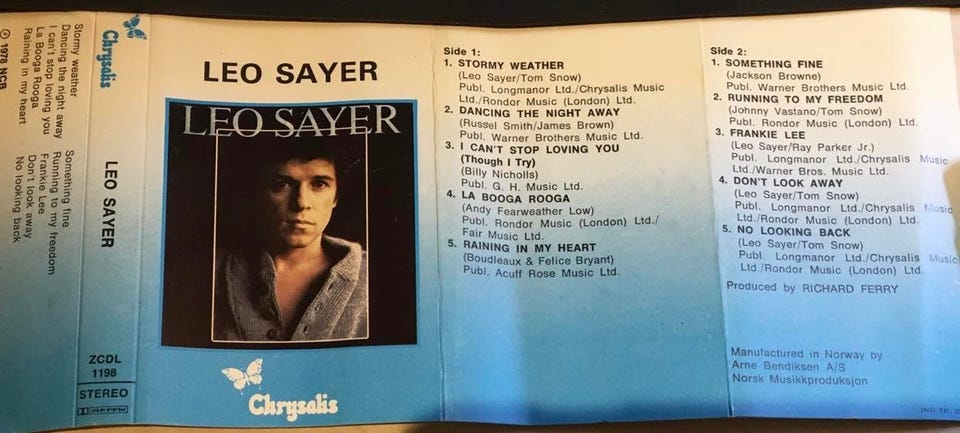 Stormy weather
Dancing the night away
I can't stop loving you
La Booga Rooga
Raining in my heart
℗ 1978 NCB
Something fine
Running to my freedom
Frankie Lee
Don't look away
No looking back
Chrysalis
LEO SAYER
ZCDL
1198
STEREO
DOLBY SYSTEM
LEO SAYER
LEO SAYER
Chrysalis
Side 1:
1. STORMY WEATHER
(Leo Sayer/Tom Snow)
Publ. Longmanor Ltd./Chrysalis Music
Ltd./Rondor Music (London) Ltd.
2. DANCING THE NIGHT AWAY
(Russel Smith/James Brown)
Publ. Warner Brothers Music Ltd.
3. I CAN'T STOP LOVING YOU
(Though I Try)
(Billy Nicholls)
Publ. G. H. Music Ltd.
4. LA BOOGA ROOGA
(Andy Fearweather Low)
Publ. Rondor Music (London) Ltd./
Fair Music Ltd.
5. RAINING IN MY HEART
(Boudleaux & Felice Bryant)
Publ. Acuff Rose Music Ltd.
Side 2:
1. SOMETHING FINE
(Jackson Browne)
Publ. Warner Brothers Music Ltd.
2. RUNNING TO MY FREEDOM
(Johnny Vastano/Tom Snow)
Publ. Rondor Music (London) Ltd.
3. FRANKIE LEE
(Leo Sayer/Ray Parker Jr.)
Publ. Longmanor Ltd./Chrysalis Music
Ltd./Warner Bros. Music Ltd.
4. DON'T LOOK AWAY
(Leo Sayer/Tom Snow)
Publ. Longmanor Ltd./Chrysalis Music
Ltd./Rondor Music (London) Ltd.
5. NO LOOKING BACK
(Leo Sayer/Tom Snow)
Publ. Longmanor Ltd./Chrysalis Music
Ltd./Rondor Music (London) Ltd.
Produced by RICHARD FERRY
Manufactured in Norway by
Arne Bendiksen A/S
Norsk Musikkproduksjon